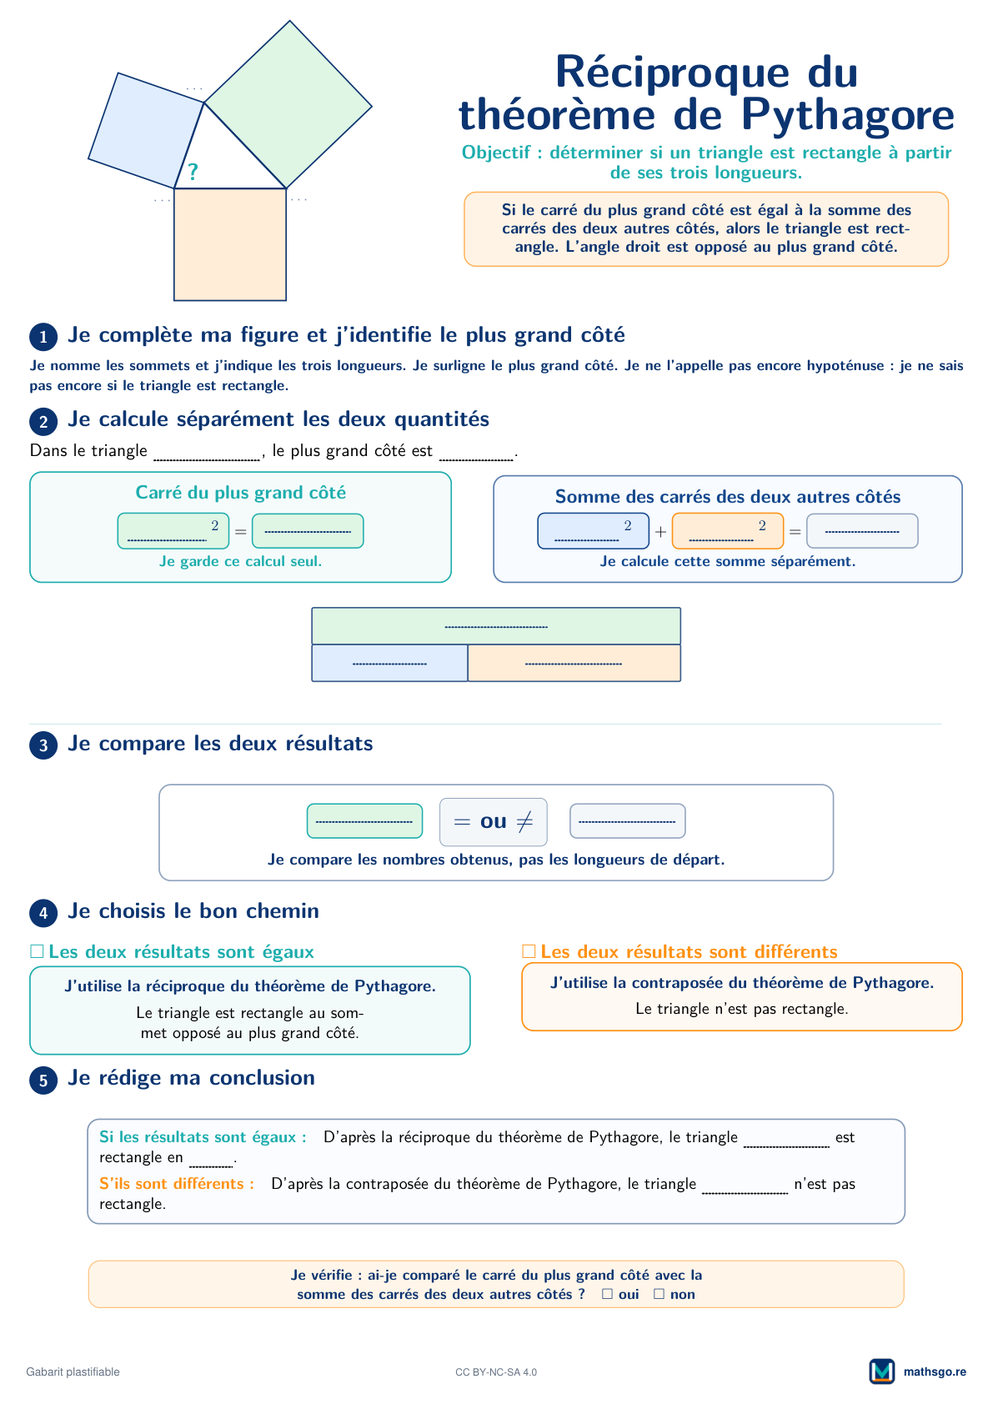 Réciproque du
théorème de Pythagore
Objectif : déterminer si un triangle est rectangle à partir
de ses trois longueurs.
Si le carré du plus grand côté est égal à la somme des
carrés des deux autres côtés, alors le triangle est rect-
angle. L'angle droit est opposé au plus grand côté.
. . .
?
. . .
. . .
1 Je complète ma figure et j'identifie le plus grand côté
Je nomme les sommets et j'indique les trois longueurs. Je surligne le plus grand côté. Je ne l'appelle pas encore hypoténuse : je ne sais
pas encore si le triangle est rectangle.
2 Je calcule séparément les deux quantités
Dans le triangle ............, le plus grand côté est .............
Carré du plus grand côté
............ ² = ............
Je garde ce calcul seul.
Somme des carrés des deux autres côtés
............ ² + ............ ² = ............
Je calcule cette somme séparément.
............
............ ............
3 Je compare les deux résultats
............ = ou ≠ ............
Je compare les nombres obtenus, pas les longueurs de départ.
4 Je choisis le bon chemin
☐ Les deux résultats sont égaux
J'utilise la réciproque du théorème de Pythagore.
Le triangle est rectangle au som-
met opposé au plus grand côté.
☐ Les deux résultats sont différents
J'utilise la contraposée du théorème de Pythagore.
Le triangle n'est pas rectangle.
5 Je rédige ma conclusion
Si les résultats sont égaux : D'après la réciproque du théorème de Pythagore, le triangle ............ est
rectangle en .......
S'ils sont différents : D'après la contraposée du théorème de Pythagore, le triangle ............ n'est pas
rectangle.
Je vérifie : ai-je comparé le carré du plus grand côté avec la
somme des carrés des deux autres côtés ? ☐ oui ☐ non
Gabarit plastifiable
CC BY-NC-SA 4.0
mathsgo.re